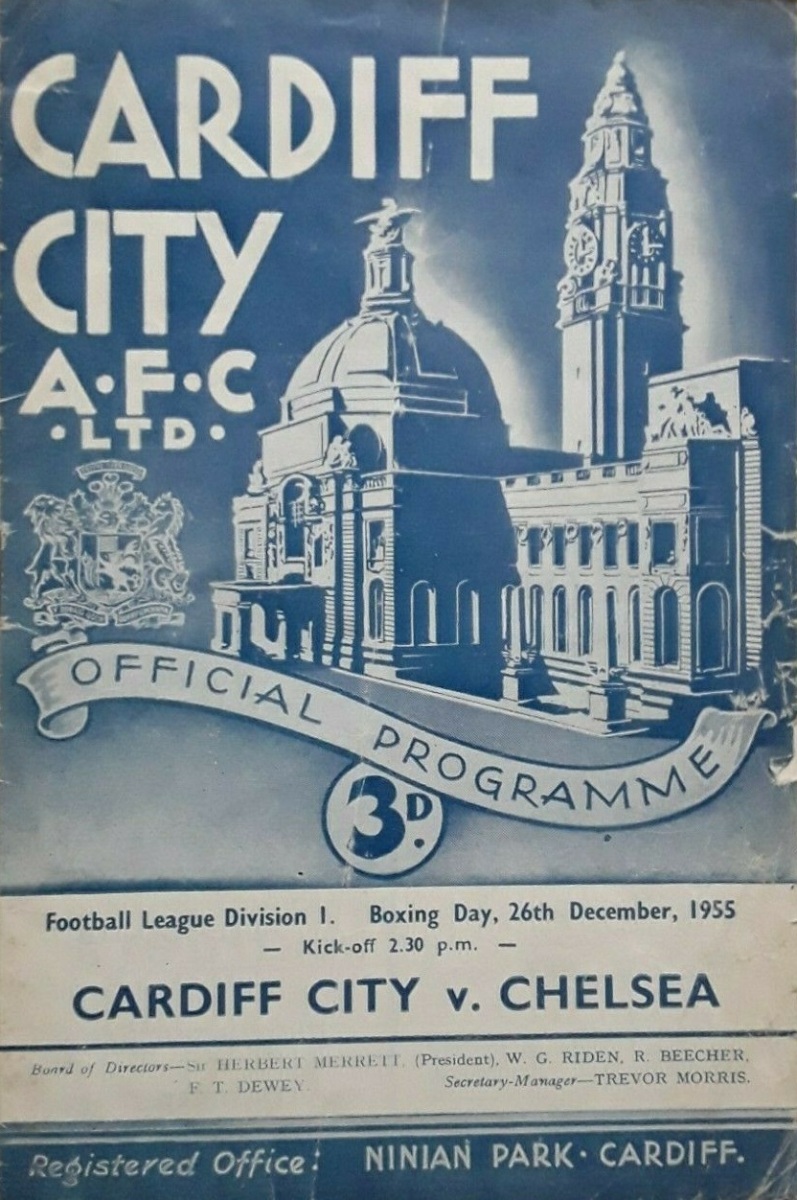 CARDIFF
CITY
A·F·C
·LTD·
OFFICIAL PROGRAMME
3D.
Football League Division 1. Boxing Day, 26th December, 1955
— Kick-off 2.30 p.m. —
CARDIFF CITY v. CHELSEA
Board of Directors—Sir HERBERT MERRETT, (President), W. G. RIDEN, R. BEECHER,
F. T. DEWEY. Secretary-Manager—TREVOR MORRIS.
Registered Office: NINIAN PARK · CARDIFF.